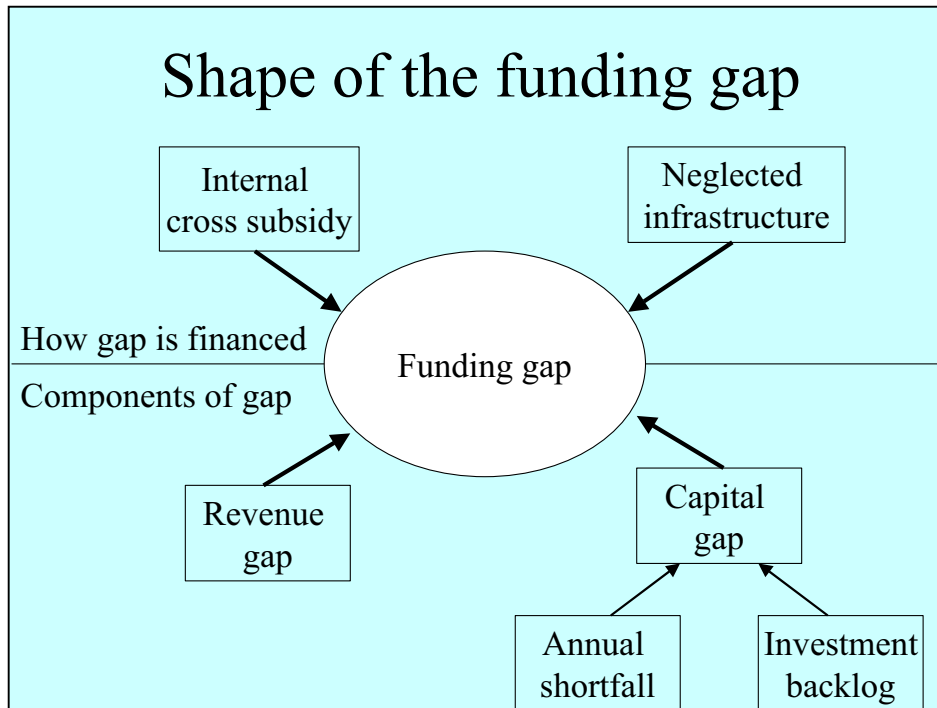 Shape of the funding gap
Internal
cross subsidy
Neglected
infrastructure
How gap is financed
Funding gap
Components of gap
Revenue
gap
Capital
gap
Annual
shortfall
Investment
backlog